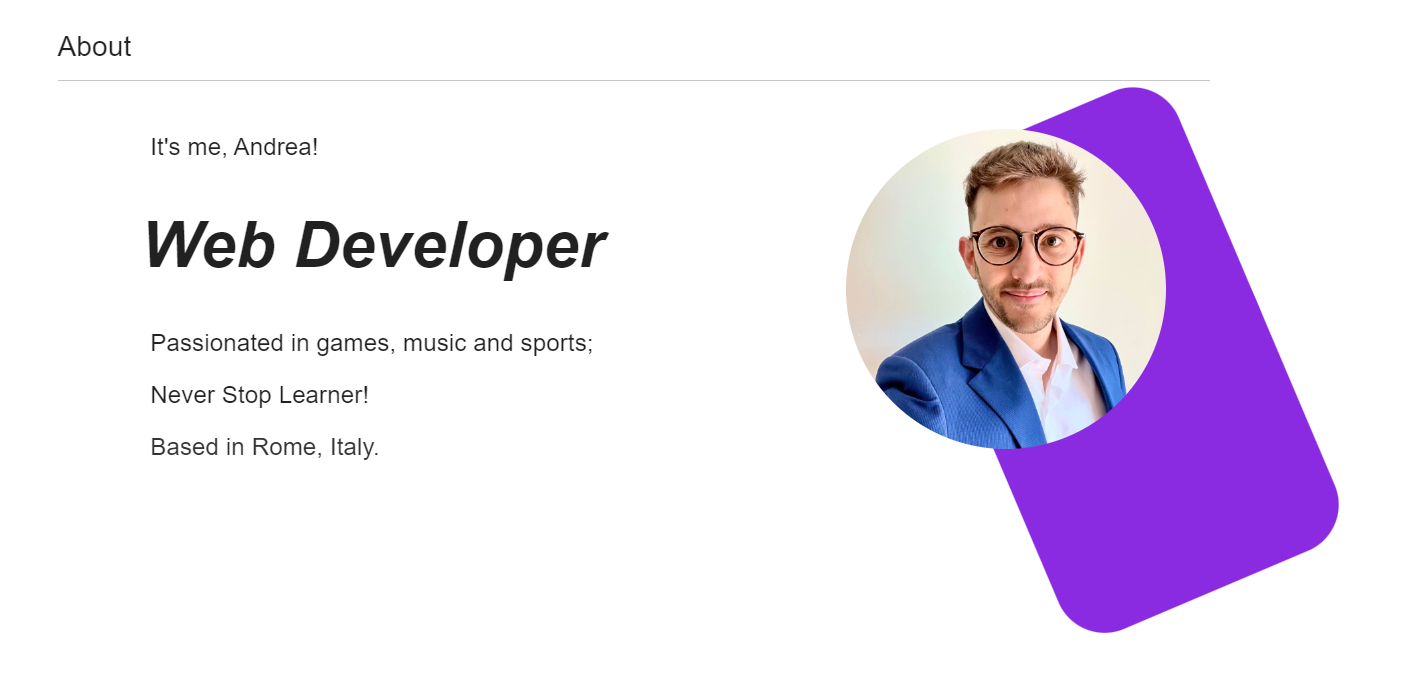 About
It's me, Andrea!
Web Developer
Passionated in games, music and sports;
Never Stop Learner!
Based in Rome, Italy.